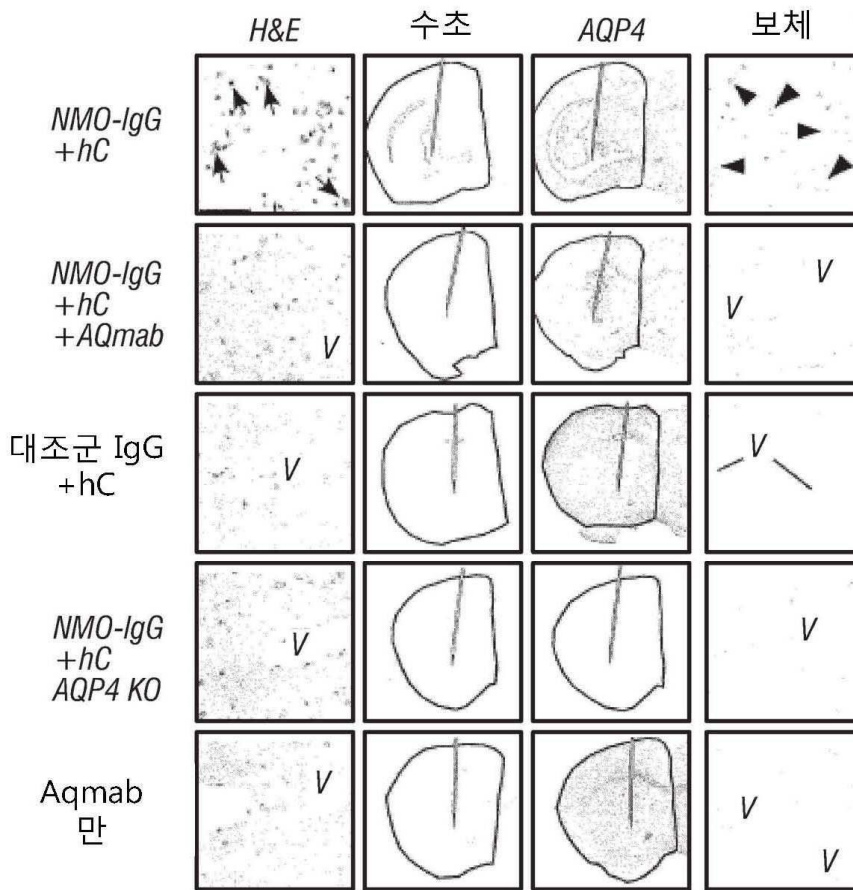 H&E 수초 AQP4 보체
NMO-IgG
+hC
NMO-IgG
+hC
+AQmab
V
V
V
대조군 IgG
+hC
V
V
NMO-IgG
+hC
AQP4 KO
V
V
Aqmab
만
V
V
V